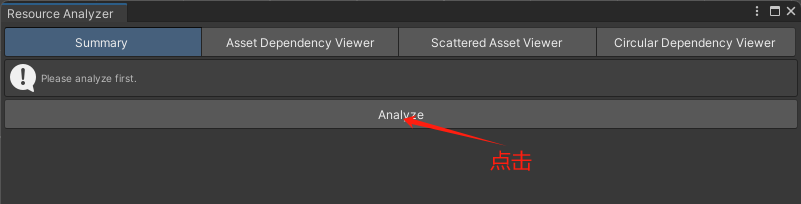 Resource Analyzer
Summary
Asset Dependency Viewer
Scattered Asset Viewer
Circular Dependency Viewer
Please analyze first.
Analyze
点击